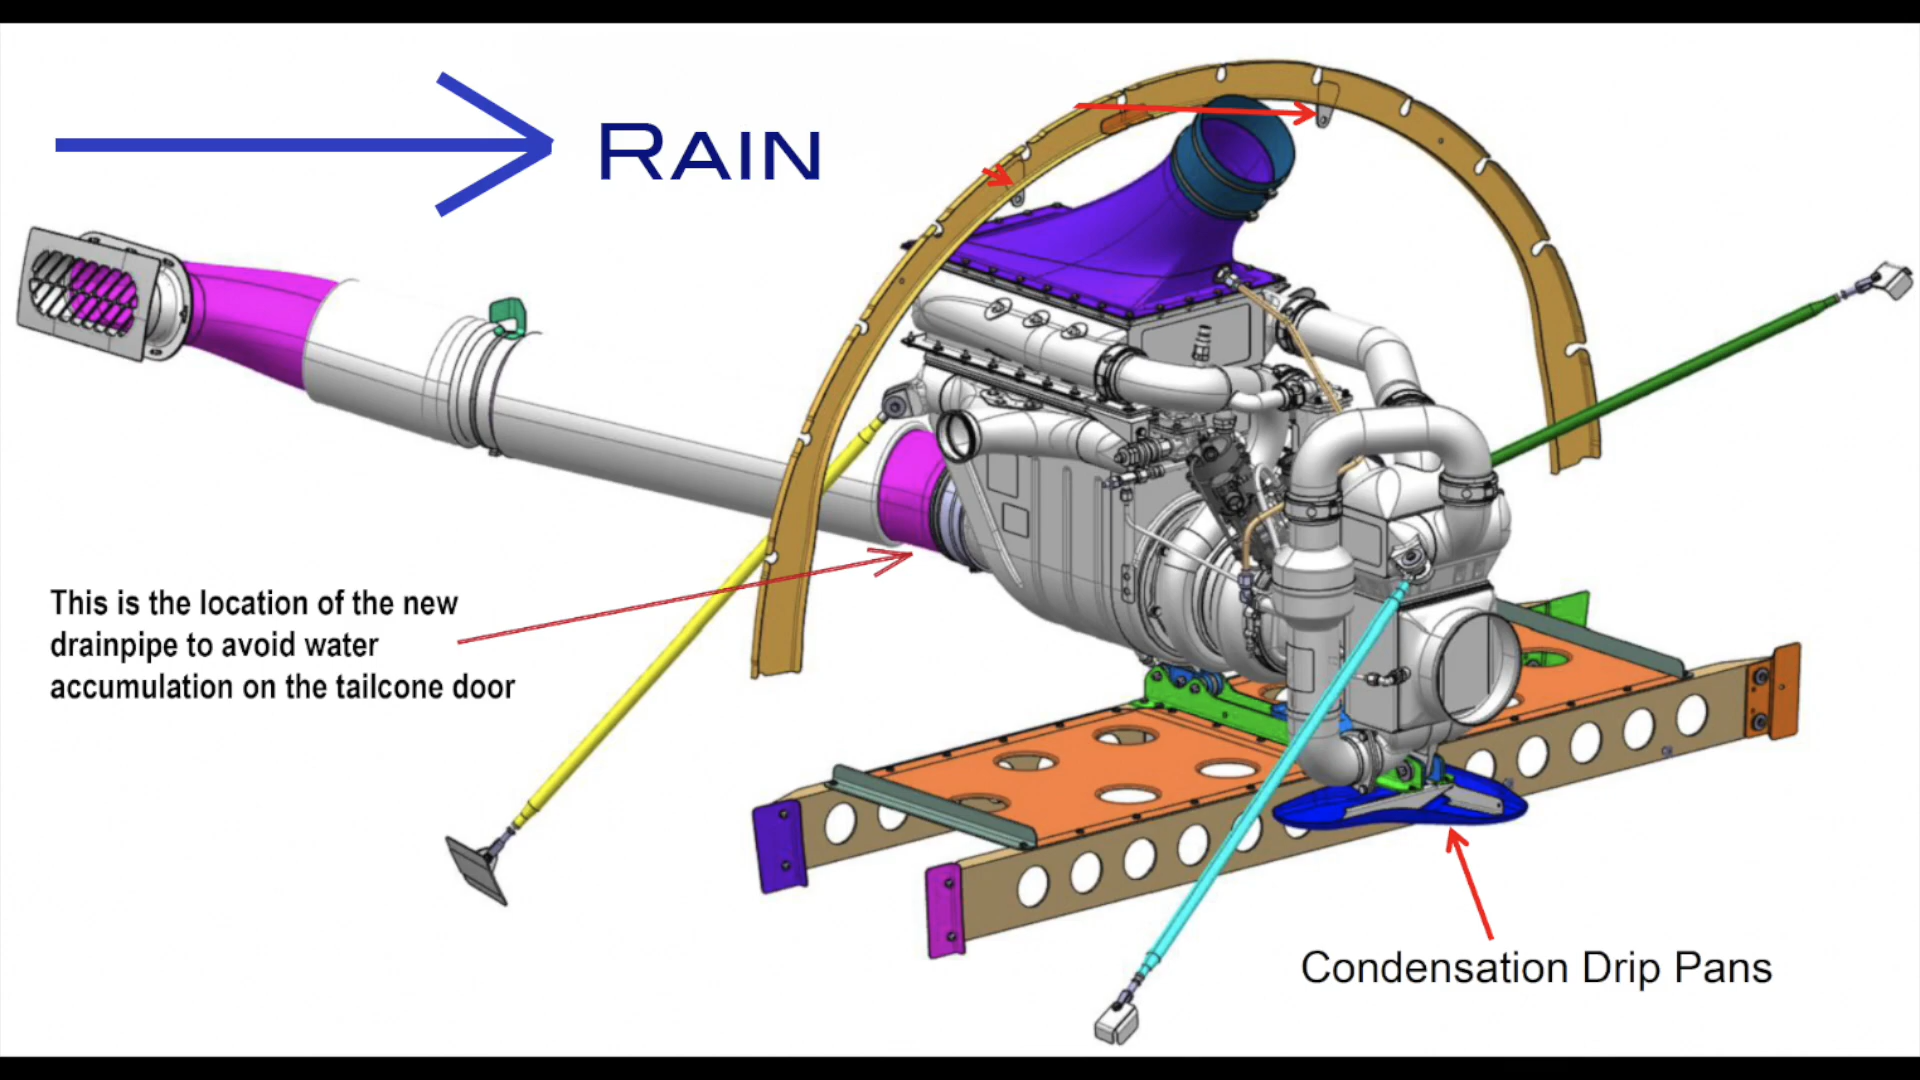 RAIN
This is the location of the new
drainpipe to avoid water
accumulation on the tailcone door
Condensation Drip Pans